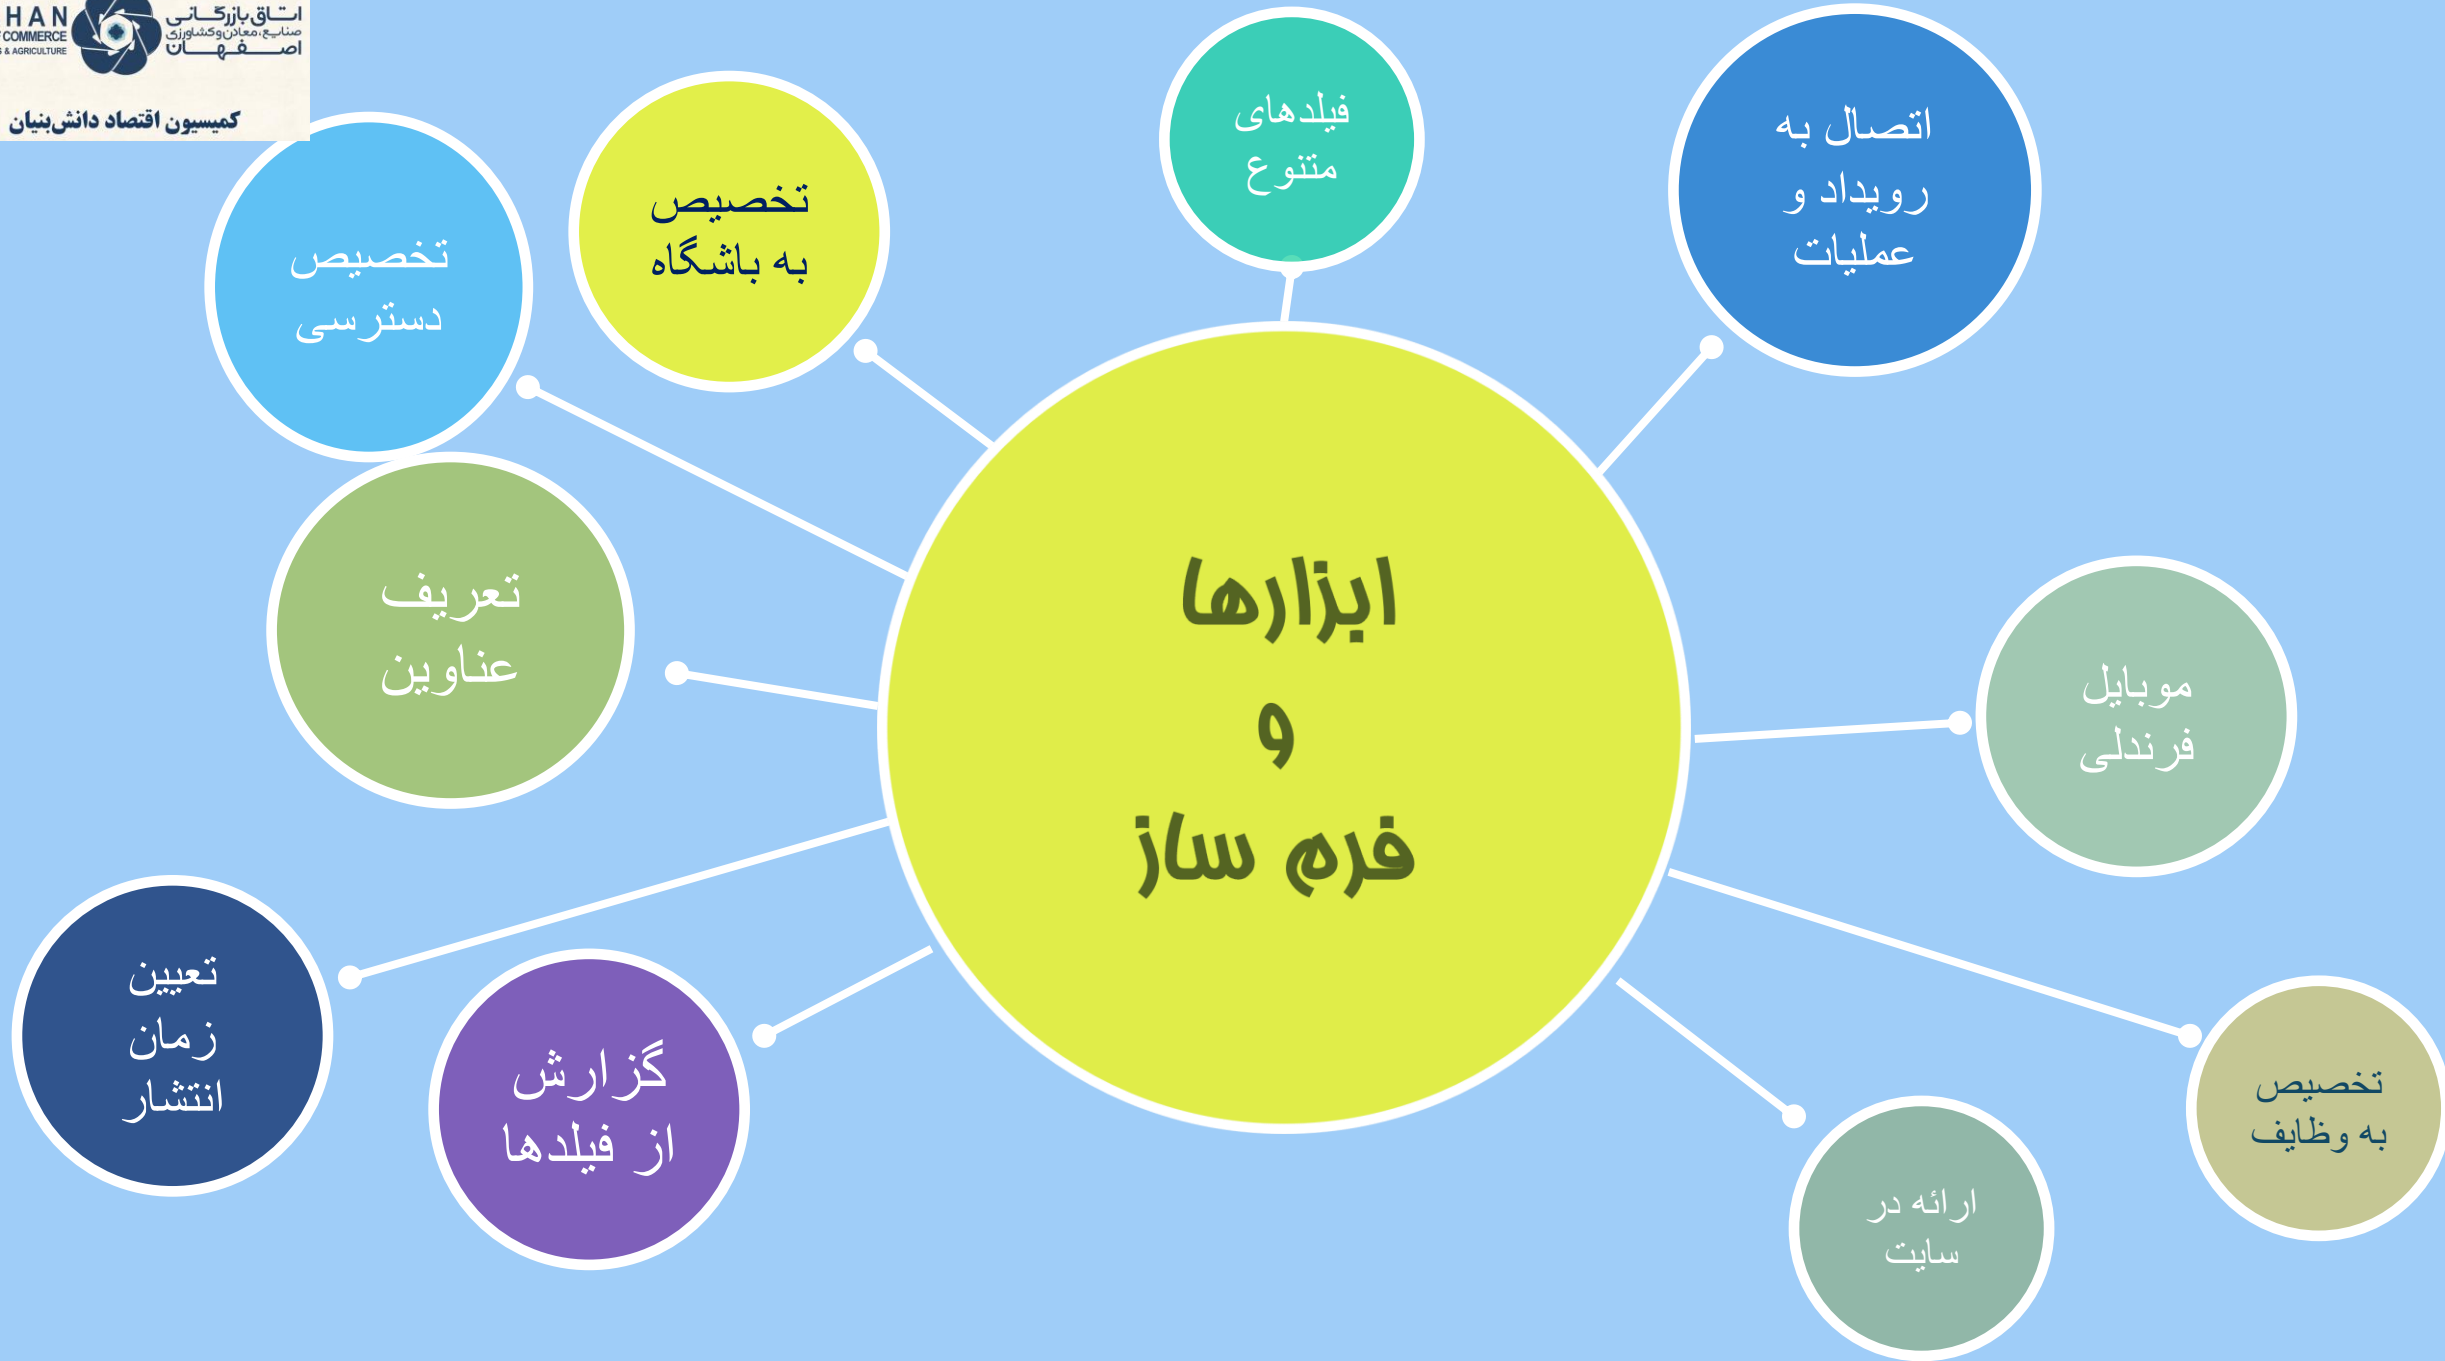 HAN
COMMERCE
& AGRICULTURE
اتاق بازرگانی
صنایع، معادن و کشاورزی
اصفهان
کمیسیون اقتصاد دانش‌بنیان
اتصال به
رویداد و
عملیات
فیلدهای
متنوع
تخصیص
به باشگاه
تخصیص
دسترسی
تعریف
عناوین
ابزارها
و
فرم ساز
موبایل
فرندلی
تعیین
زمان
انتشار
گزارش
از فیلدها
تخصیص
به وظایف
ارائه در
سایت